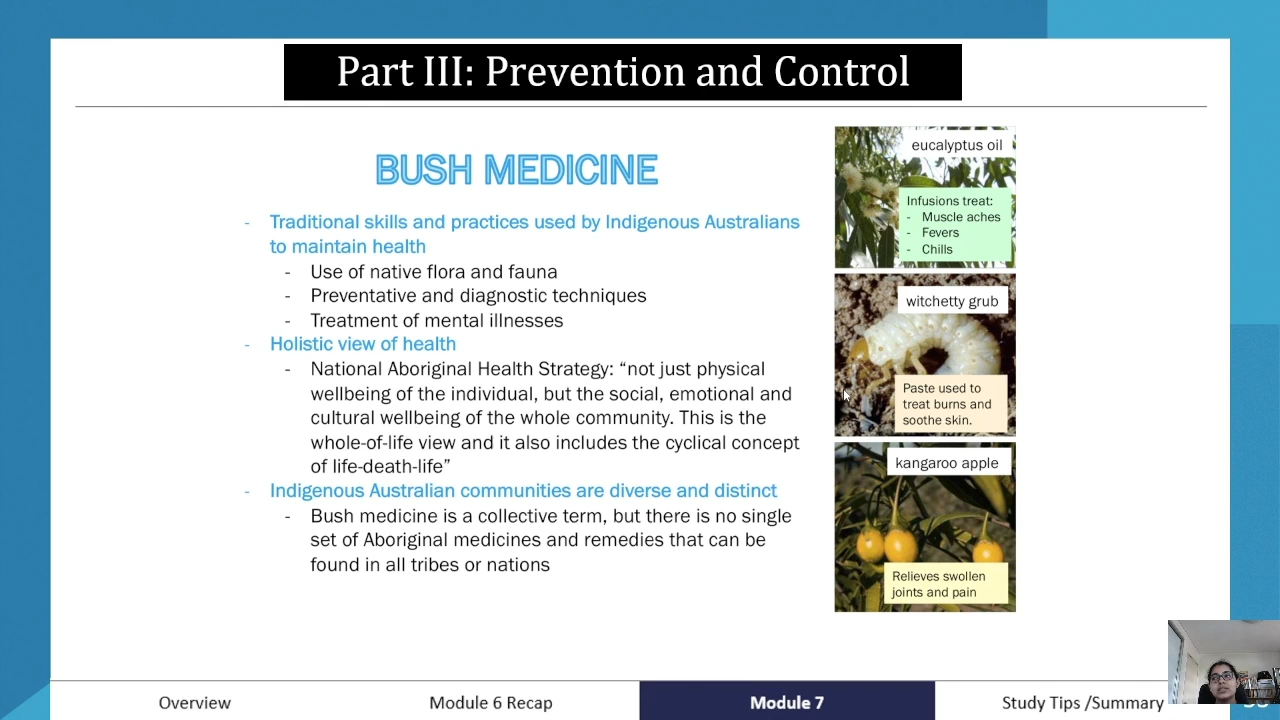 Part III: Prevention and Control
BUSH MEDICINE
- Traditional skills and practices used by Indigenous Australians
to maintain health
- Use of native flora and fauna
- Preventative and diagnostic techniques
- Treatment of mental illnesses
- Holistic view of health
- National Aboriginal Health Strategy: “not just physical
wellbeing of the individual, but the social, emotional and
cultural wellbeing of the whole community. This is the
whole-of-life view and it also includes the cyclical concept
of life-death-life”
- Indigenous Australian communities are diverse and distinct
- Bush medicine is a collective term, but there is no single
set of Aboriginal medicines and remedies that can be
found in all tribes or nations
eucalyptus oil
Infusions treat:
- Muscle aches
- Fevers
- Chills
witchetty grub
Paste used to
treat burns and
soothe skin.
kangaroo apple
Relieves swollen
joints and pain
Overview
Module 6 Recap
Module 7
Study Tips /Summary